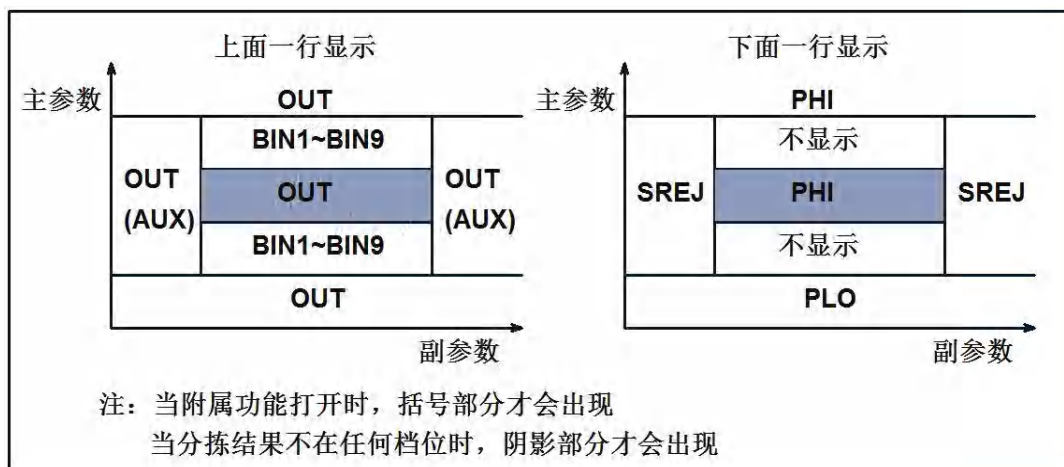 上面一行显示
下面一行显示
主参数
OUT
BIN1~BIN9
OUT
(AUX)
OUT
OUT
(AUX)
BIN1~BIN9
OUT
副参数
主参数
PHI
不显示
SREJ
PHI
SREJ
不显示
PLO
副参数
注：当附属功能打开时，括号部分才会出现
当分拣结果不在任何档位时，阴影部分才会出现